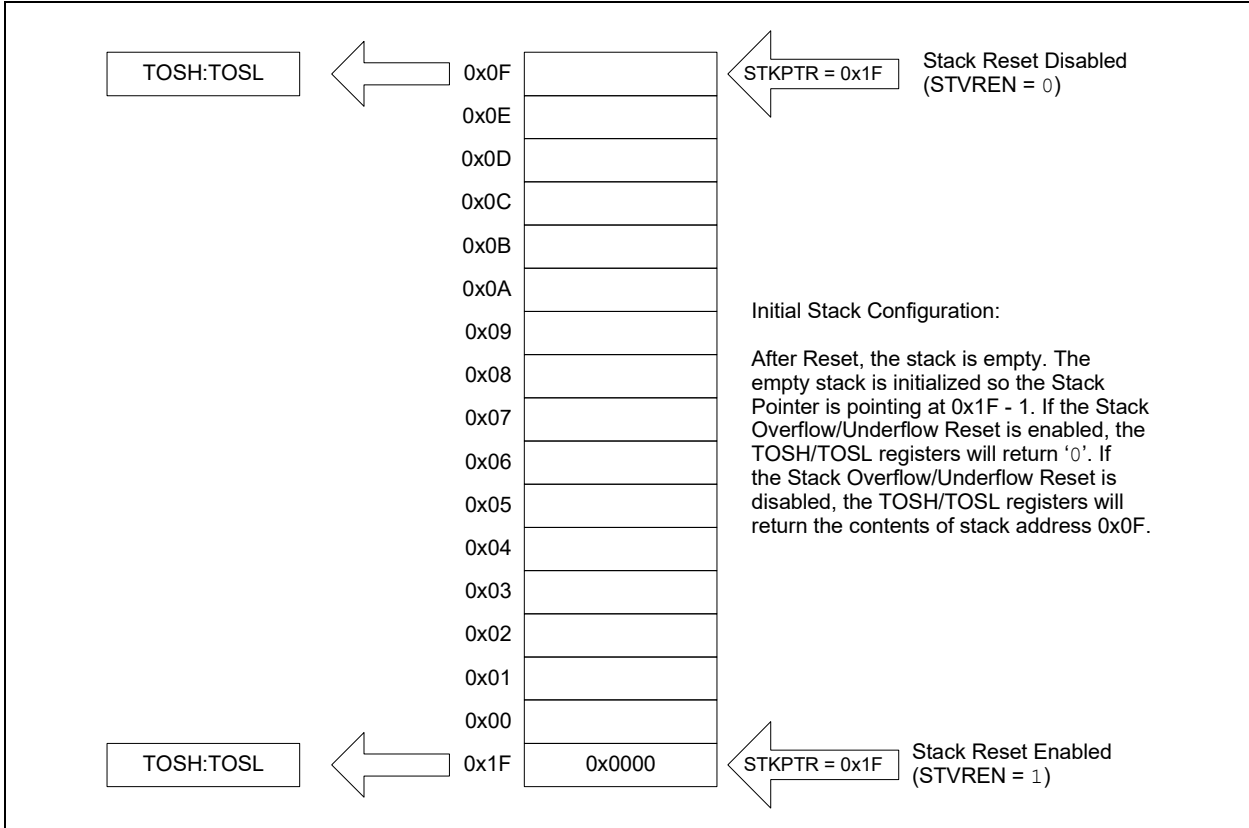 TOSH:TOSL
0x0F
STKPTR = 0x1F
Stack Reset Disabled
(STVREN = 0)
0x0E
0x0D
0x0C
0x0B
0x0A
0x09
0x08
0x07
0x06
0x05
0x04
0x03
0x02
0x01
0x00
Initial Stack Configuration:
After Reset, the stack is empty. The
empty stack is initialized so the Stack
Pointer is pointing at 0x1F - 1. If the Stack
Overflow/Underflow Reset is enabled, the
TOSH/TOSL registers will return ‘0’. If
the Stack Overflow/Underflow Reset is
disabled, the TOSH/TOSL registers will
return the contents of stack address 0x0F.
TOSH:TOSL
0x1F
0x0000
STKPTR = 0x1F
Stack Reset Enabled
(STVREN = 1)